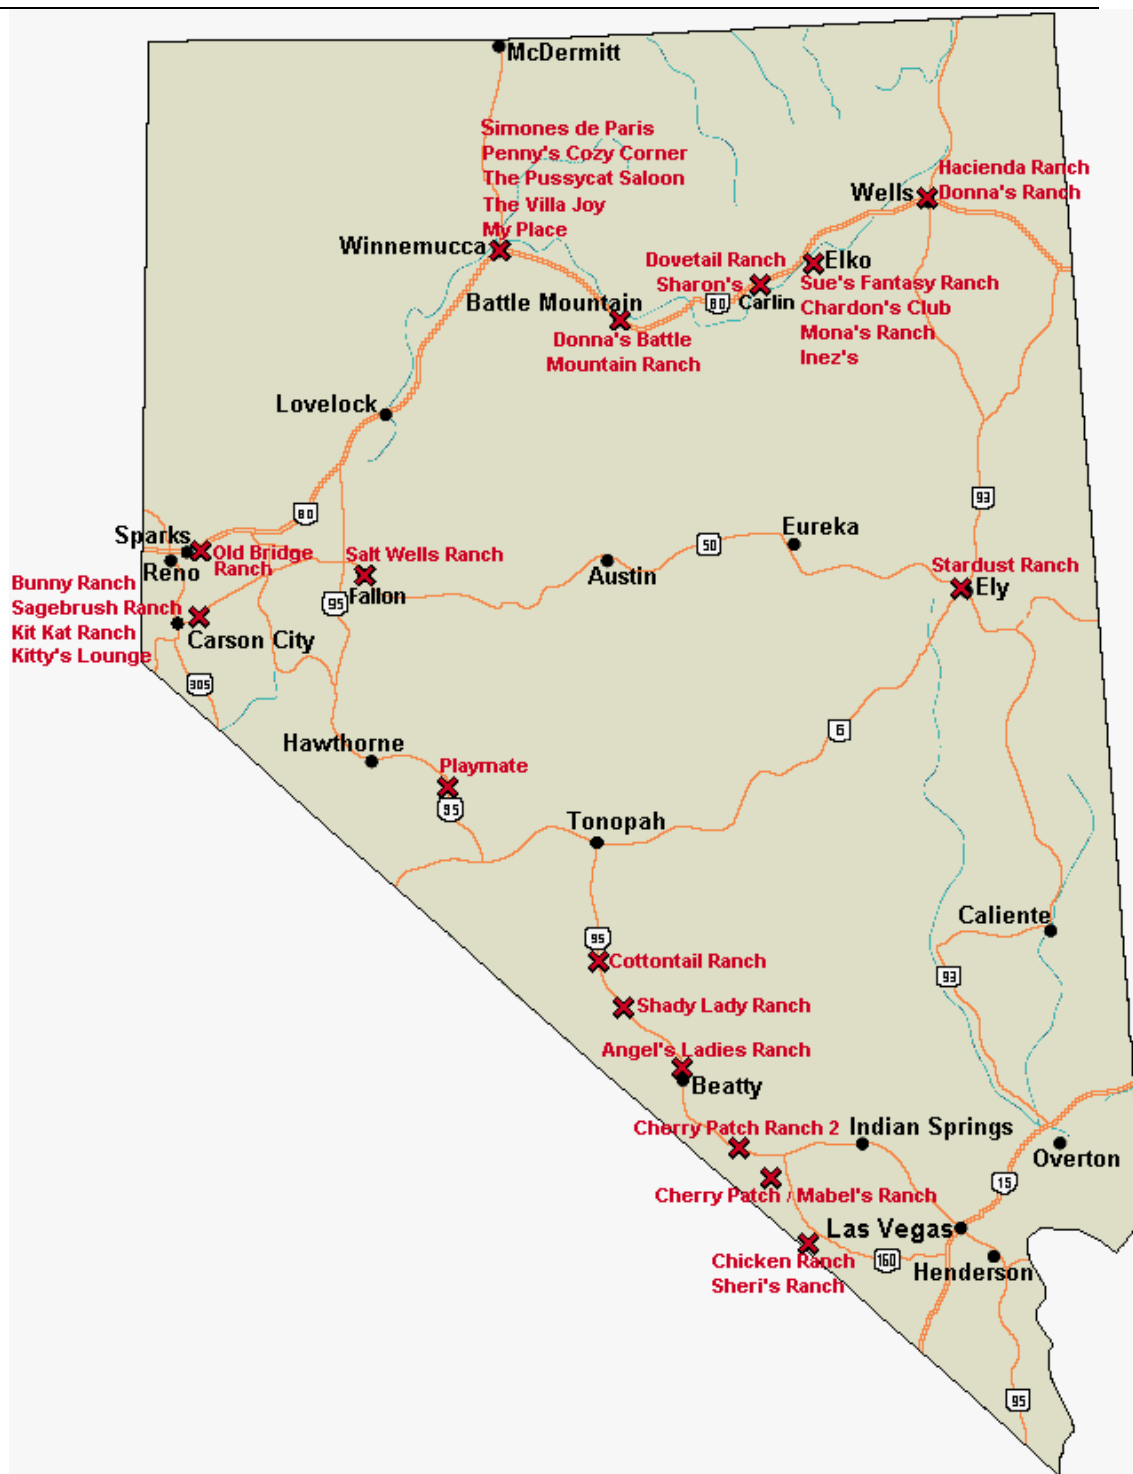 McDermitt
Simones de Paris
Penny's Cozy Corner
The Pussycat Saloon
The Villa Joy
My Place
Winnemucca
Hacienda Ranch
Wells
Donna's Ranch
Dovetail Ranch
Sharon's
Elko
Carlin
80
Sue's Fantasy Ranch
Chardon's Club
Mona's Ranch
Inez's
Battle Mountain
Donna's Battle
Mountain Ranch
Lovelock
80
93
Sparks
Reno
Old Bridge
Ranch
Salt Wells Ranch
Fallon
95
Austin
50
Eureka
Stardust Ranch
Ely
Bunny Ranch
Sagebrush Ranch
Kit Kat Ranch
Kitty's Lounge
Carson City
305
6
Hawthorne
Playmate
95
Tonopah
Caliente
95
Cottontail Ranch
93
Shady Lady Ranch
Angel's Ladies Ranch
Beatty
Cherry Patch Ranch 2
Indian Springs
Overton
15
Cherry Patch / Mabel's Ranch
Las Vegas
Chicken Ranch
Sheri's Ranch
160
Henderson
95